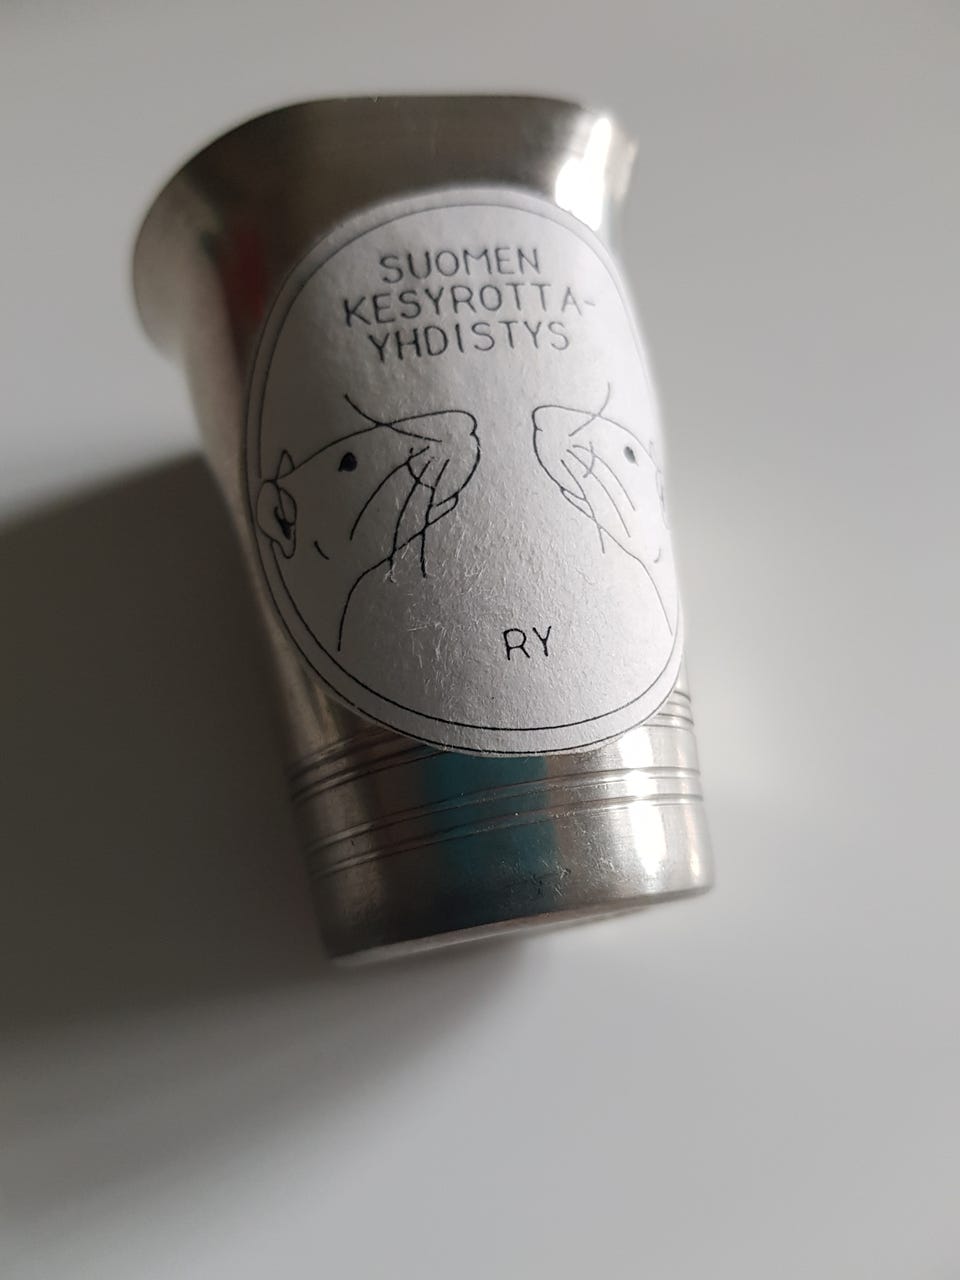 SUOMEN
KESYROTTA-
YHDISTYS
RY